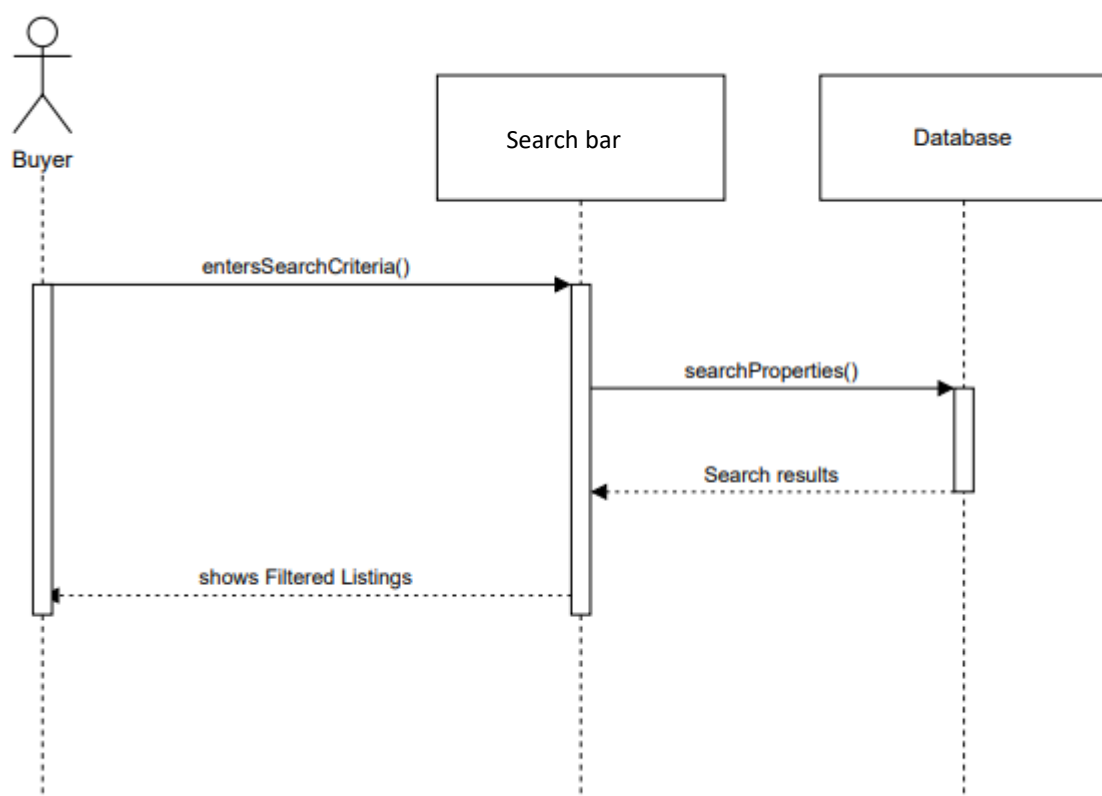 Buyer
Search bar
Database
entersSearchCriteria()
searchProperties()
Search results
shows Filtered Listings